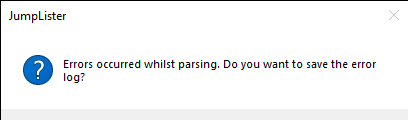 JumpLister
Errors occurred whilst parsing. Do you want to save the error
log?